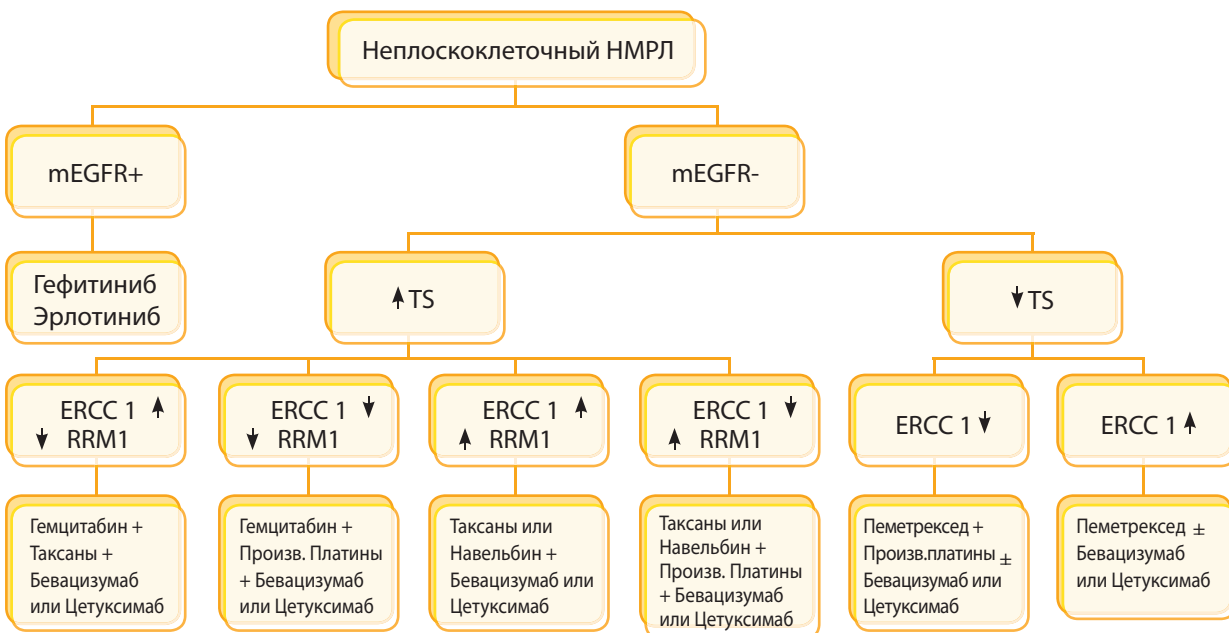 Неплоскоклеточный НМРЛ
mEGFR+
mEGFR-
Гефитиниб
Эрлотиниб
↑ TS
↓ TS
ERCC 1 ↑
↓ RRM1
ERCC 1 ↓
↓ RRM1
ERCC 1 ↑
↑ RRM1
ERCC 1 ↓
↑ RRM1
ERCC 1 ↓
ERCC 1 ↑
Гемцитабин +
Таксаны +
Бевацизумаб
или Цетуксимаб
Гемцитабин +
Произв. Платины
+ Бевацизумаб
или Цетуксимаб
Таксаны или
Навельбин +
Бевацизумаб или
Цетуксимаб
Таксаны или
Навельбин +
Произв. Платины
+ Бевацизумаб
или Цетуксимаб
Пеметрексед +
Произв.платины ±
Бевацизумаб или
Цетуксимаб
Пеметрексед ±
Бевацизумаб
или Цетуксимаб